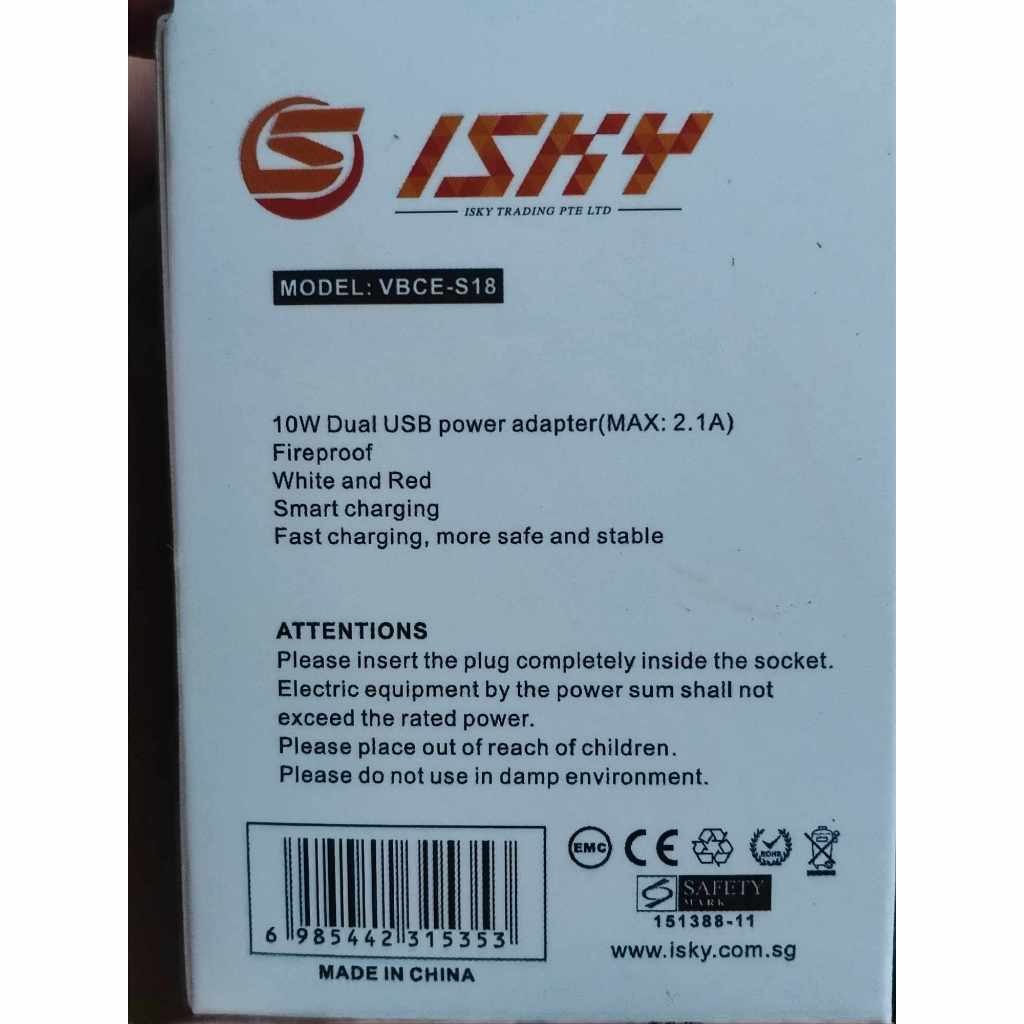 ISKY
ISKY TRADING PTE LTD
MODEL: VBCE-S18
10W Dual USB power adapter(MAX: 2.1A)
Fireproof
White and Red
Smart charging
Fast charging, more safe and stable
ATTENTIONS
Please insert the plug completely inside the socket.
Electric equipment by the power sum shall not
exceed the rated power.
Please place out of reach of children.
Please do not use in damp environment.
EMC CE ROHS
SAFETY
MARK
151388-11
www.isky.com.sg
6 985442 315353
MADE IN CHINA